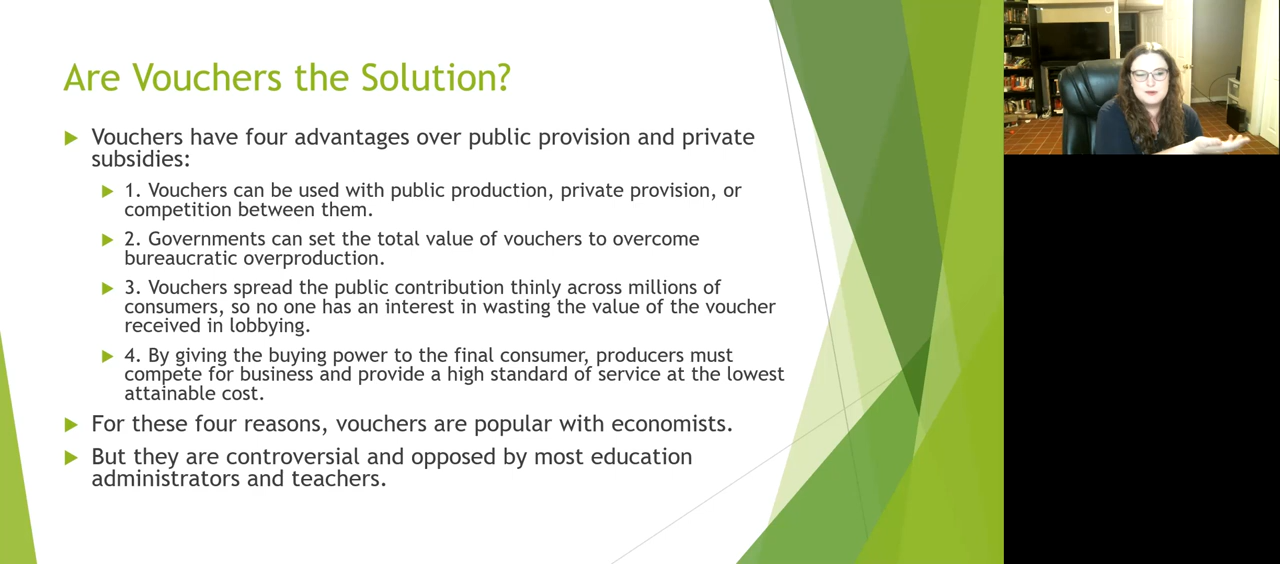 Are Vouchers the Solution?
Vouchers have four advantages over public provision and private
subsidies:
1. Vouchers can be used with public production, private provision, or
competition between them.
2. Governments can set the total value of vouchers to overcome
bureaucratic overproduction.
3. Vouchers spread the public contribution thinly across millions of
consumers, so no one has an interest in wasting the value of the voucher
received in lobbying.
4. By giving the buying power to the final consumer, producers must
compete for business and provide a high standard of service at the lowest
attainable cost.
For these four reasons, vouchers are popular with economists.
But they are controversial and opposed by most education
administrators and teachers.